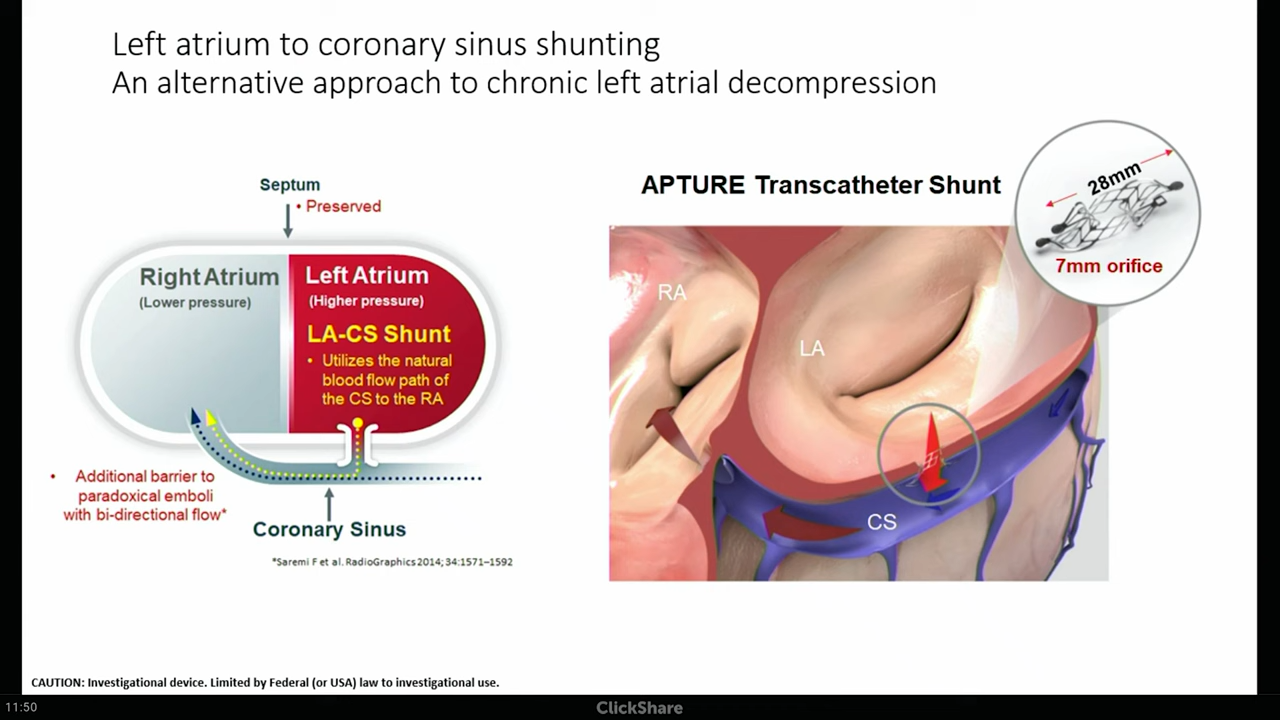 Left atrium to coronary sinus shunting
An alternative approach to chronic left atrial decompression
Septum
• Preserved
Right Atrium
(Lower pressure)
Left Atrium
(Higher pressure)
LA-CS Shunt
• Utilizes the natural
blood flow path of
the CS to the RA
• Additional barrier to
paradoxical emboli
with bi-directional flow*
Coronary Sinus
*Saremi F et al. RadioGraphics 2014; 34:1571–1592
APTURE Transcatheter Shunt
28mm
7mm orifice
RA
LA
CS
CAUTION: Investigational device. Limited by Federal (or USA) law to investigational use.
11:50
ClickShare